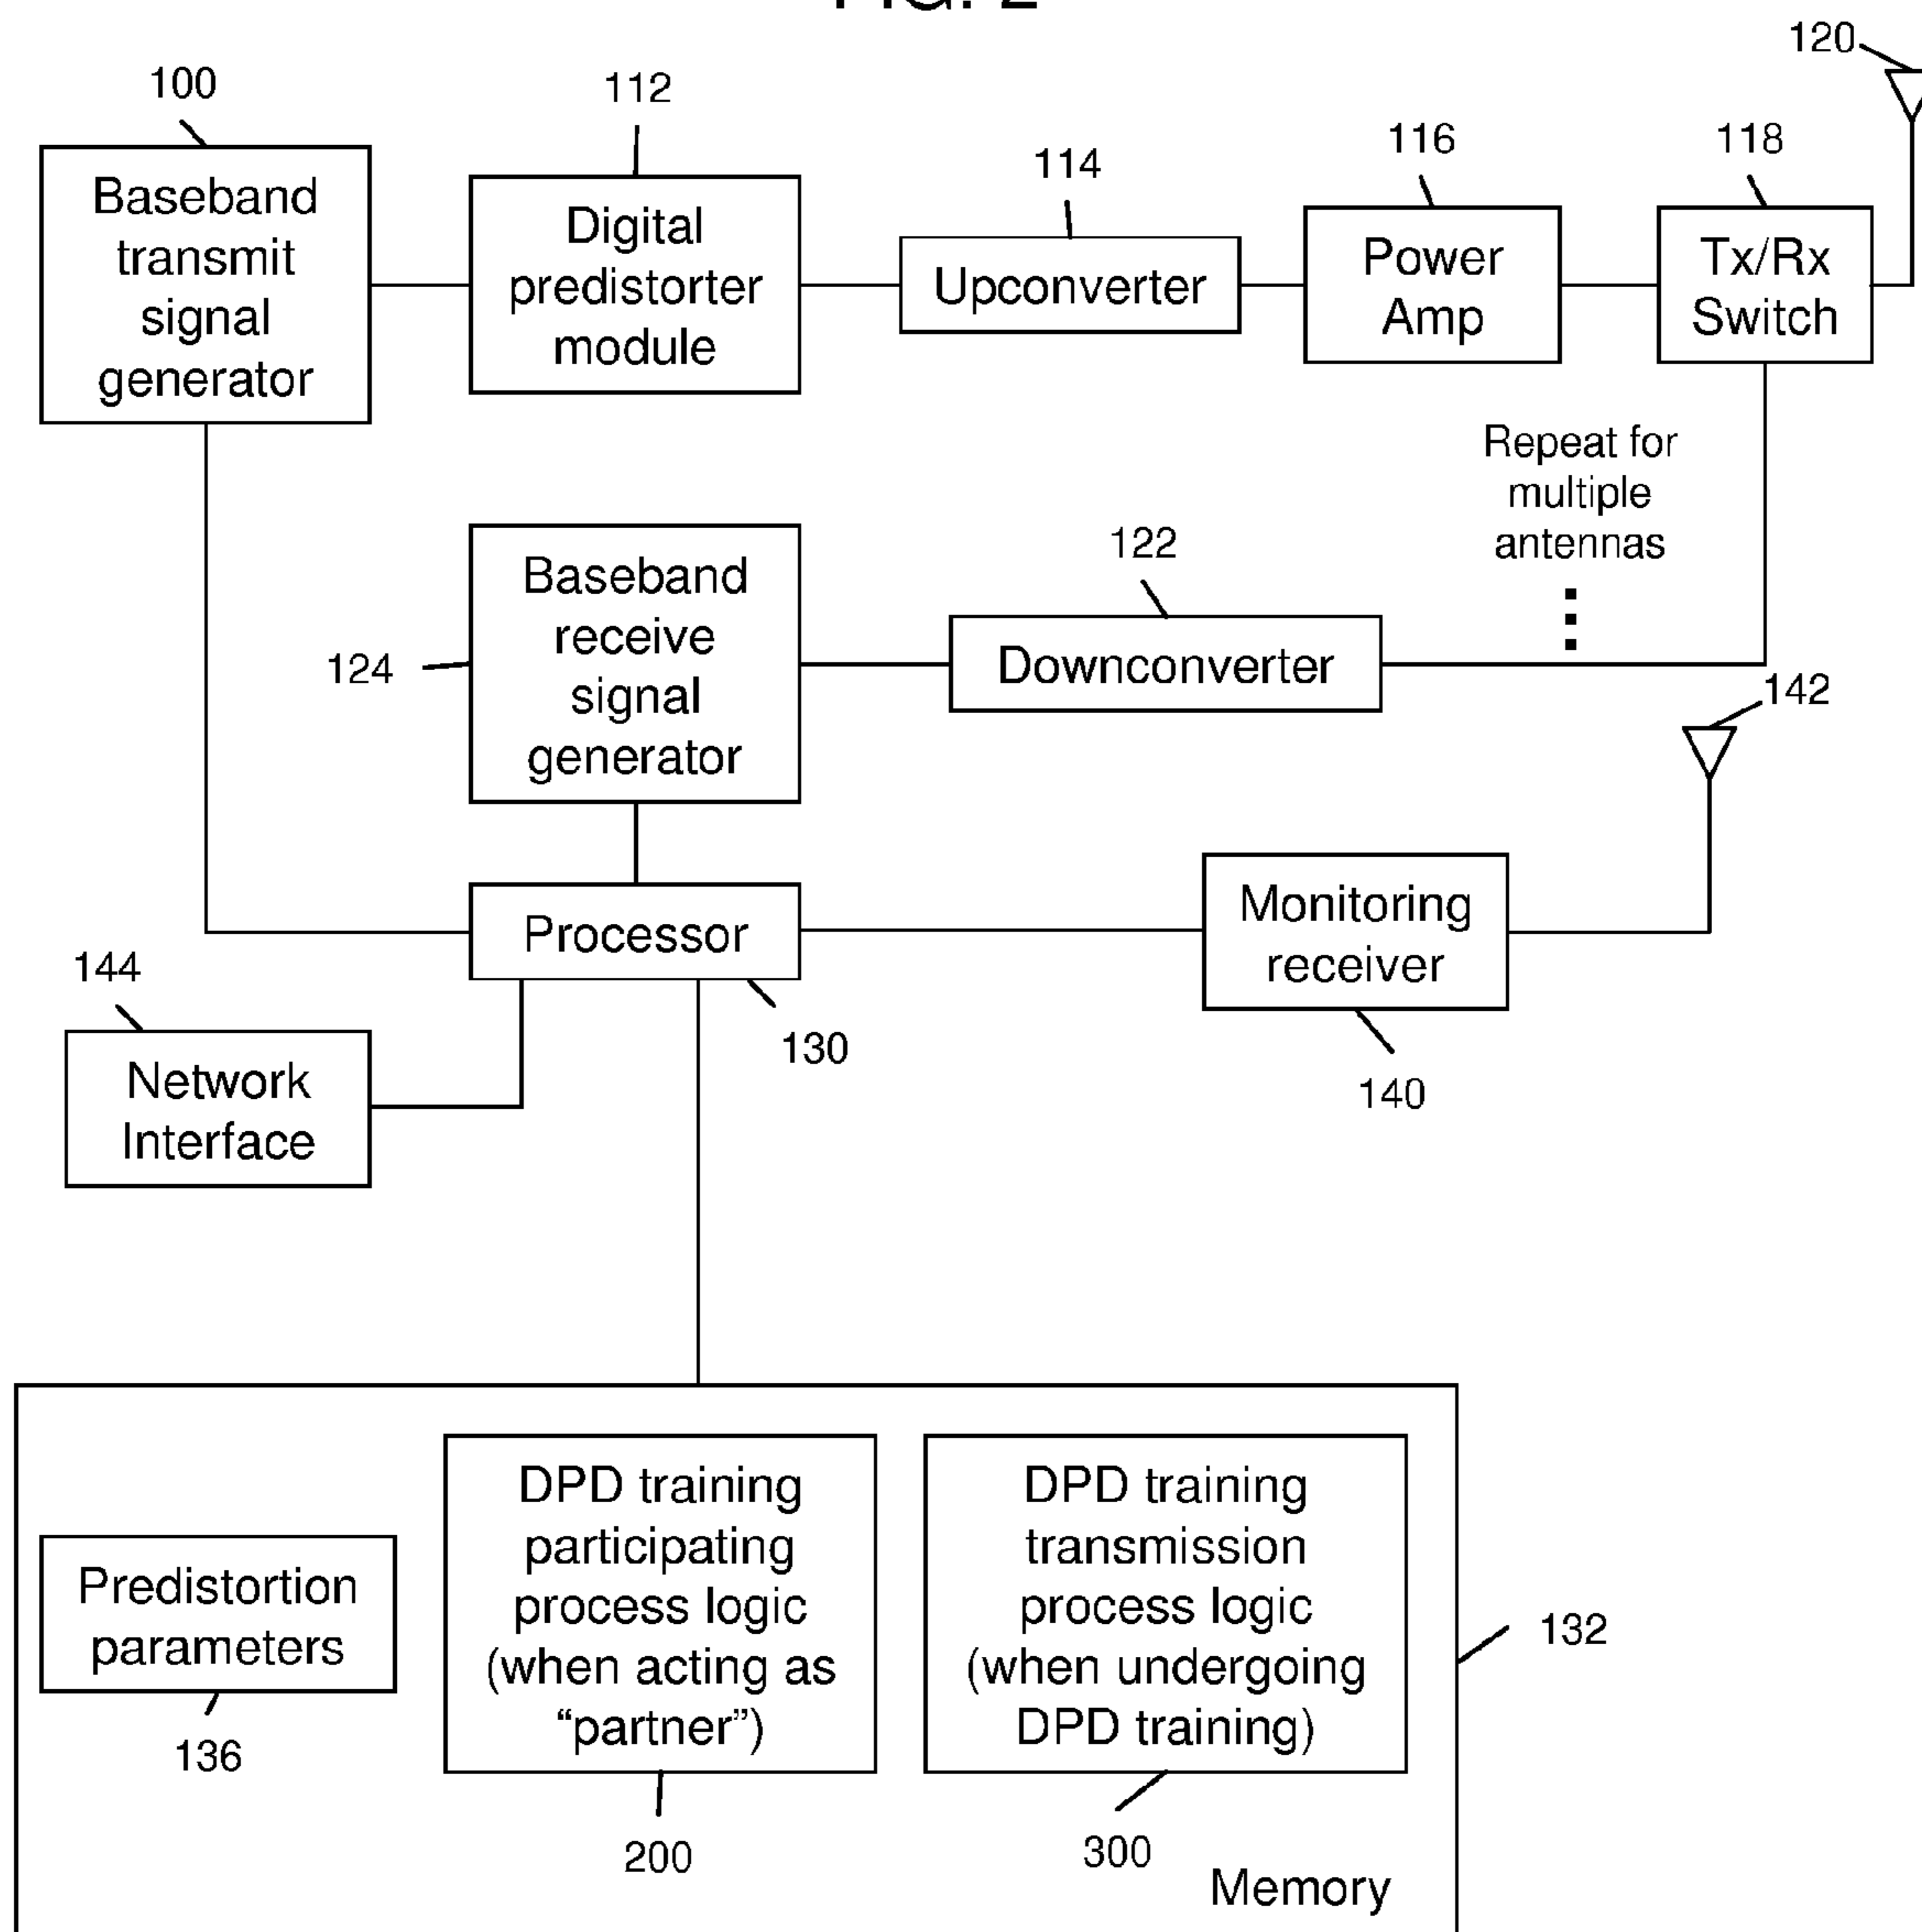 FIG. 2
120
100
112
116
118
114
Baseband
transmit
signal
generator
Digital
predistorter
module
Upconverter
Power
Amp
Tx/Rx
Switch
Repeat for
multiple
antennas
122
124
Baseband
receive
signal
generator
Downconverter
142
Processor
Monitoring
receiver
144
130
140
Network
Interface
Predistortion
parameters
136
DPD training
participating
process logic
(when acting as
“partner”)
200
DPD training
transmission
process logic
(when undergoing
DPD training)
300
132
Memory